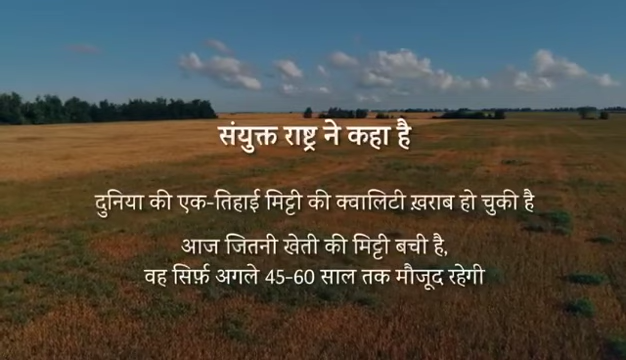 संयुक्त राष्ट्र ने कहा है
दुनिया की एक-तिहाई मिट्टी की क्वालिटी ख़राब हो चुकी है
आज जितनी खेती की मिट्टी बची है,
वह सिर्फ़ अगले 45-60 साल तक मौजूद रहेगी